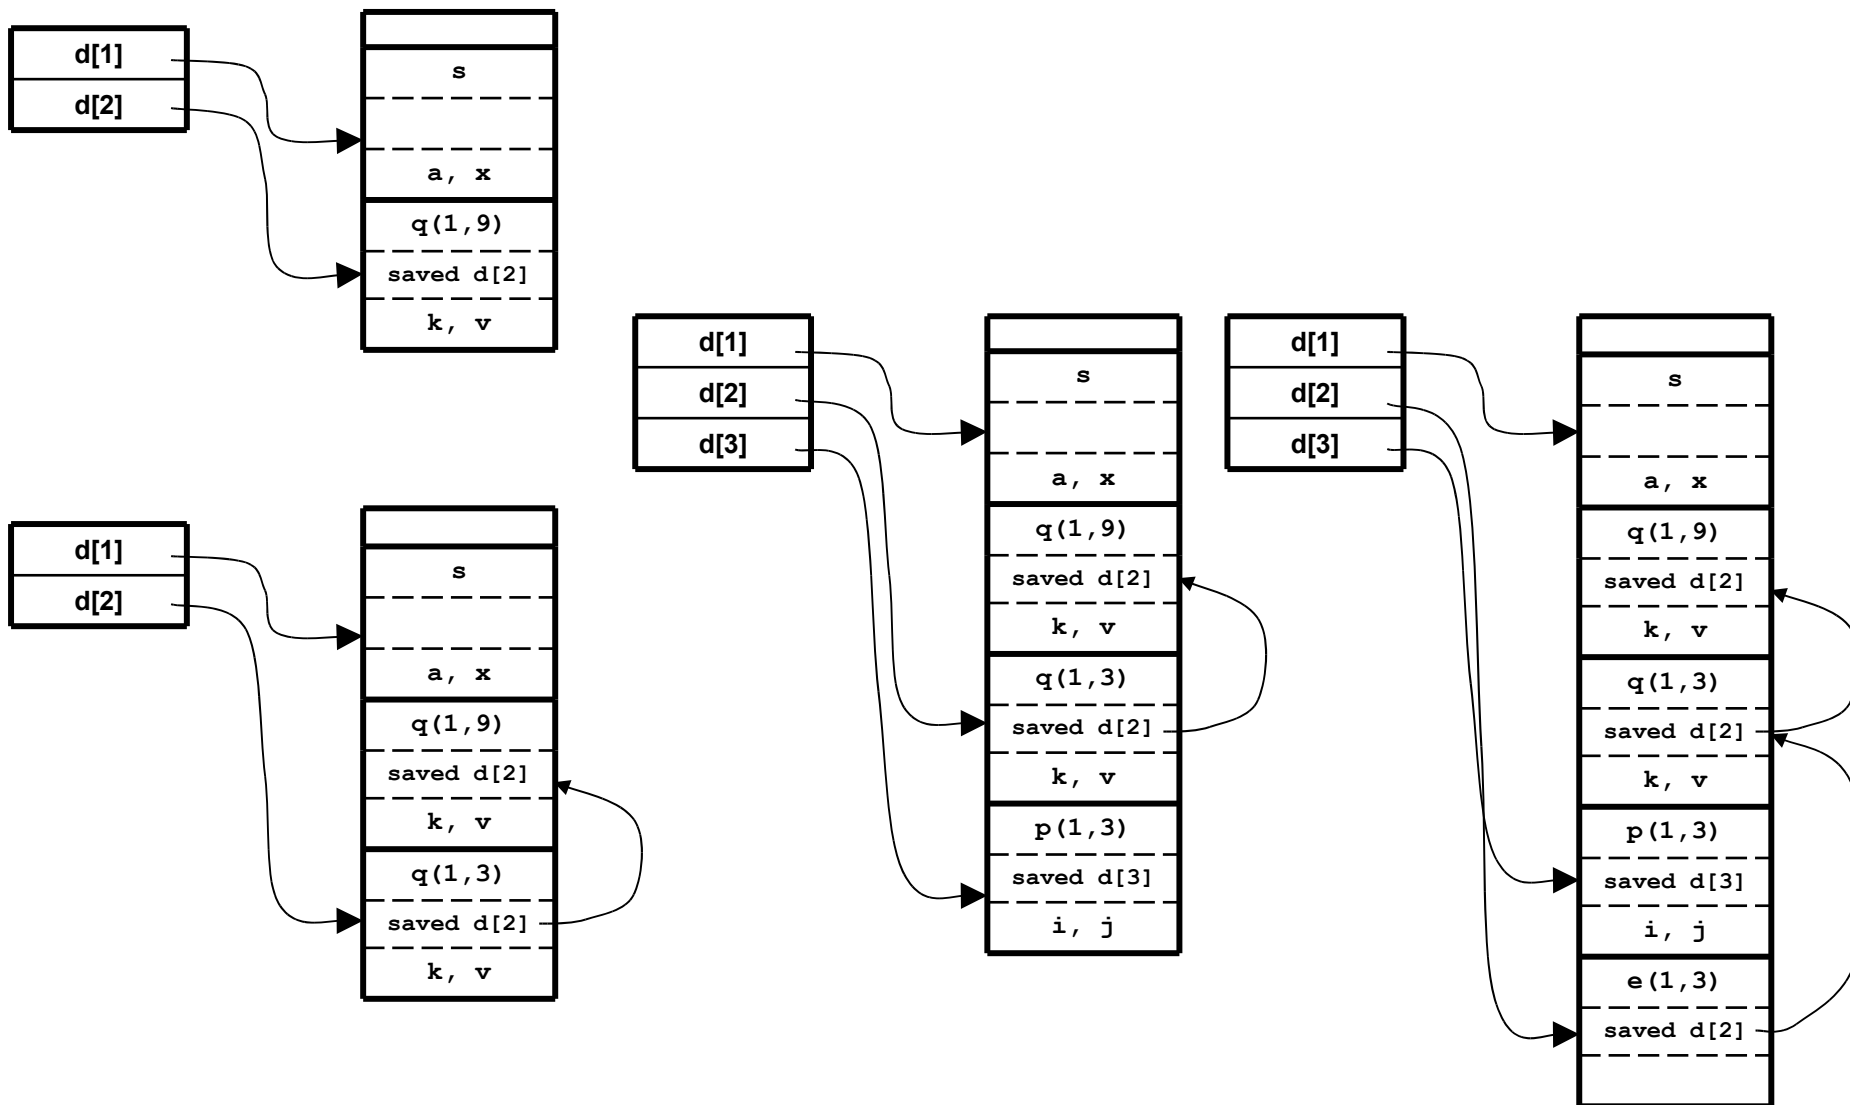 d[1]
d[2]
s
a, x
q(1,9)
saved d[2]
k, v
d[1]
d[2]
s
a, x
q(1,9)
saved d[2]
k, v
q(1,3)
saved d[2]
k, v
d[1]
d[2]
d[3]
s
a, x
q(1,9)
saved d[2]
k, v
q(1,3)
saved d[2]
k, v
p(1,3)
saved d[3]
i, j
d[1]
d[2]
d[3]
s
a, x
q(1,9)
saved d[2]
k, v
q(1,3)
saved d[2]
k, v
p(1,3)
saved d[3]
i, j
e(1,3)
saved d[2]